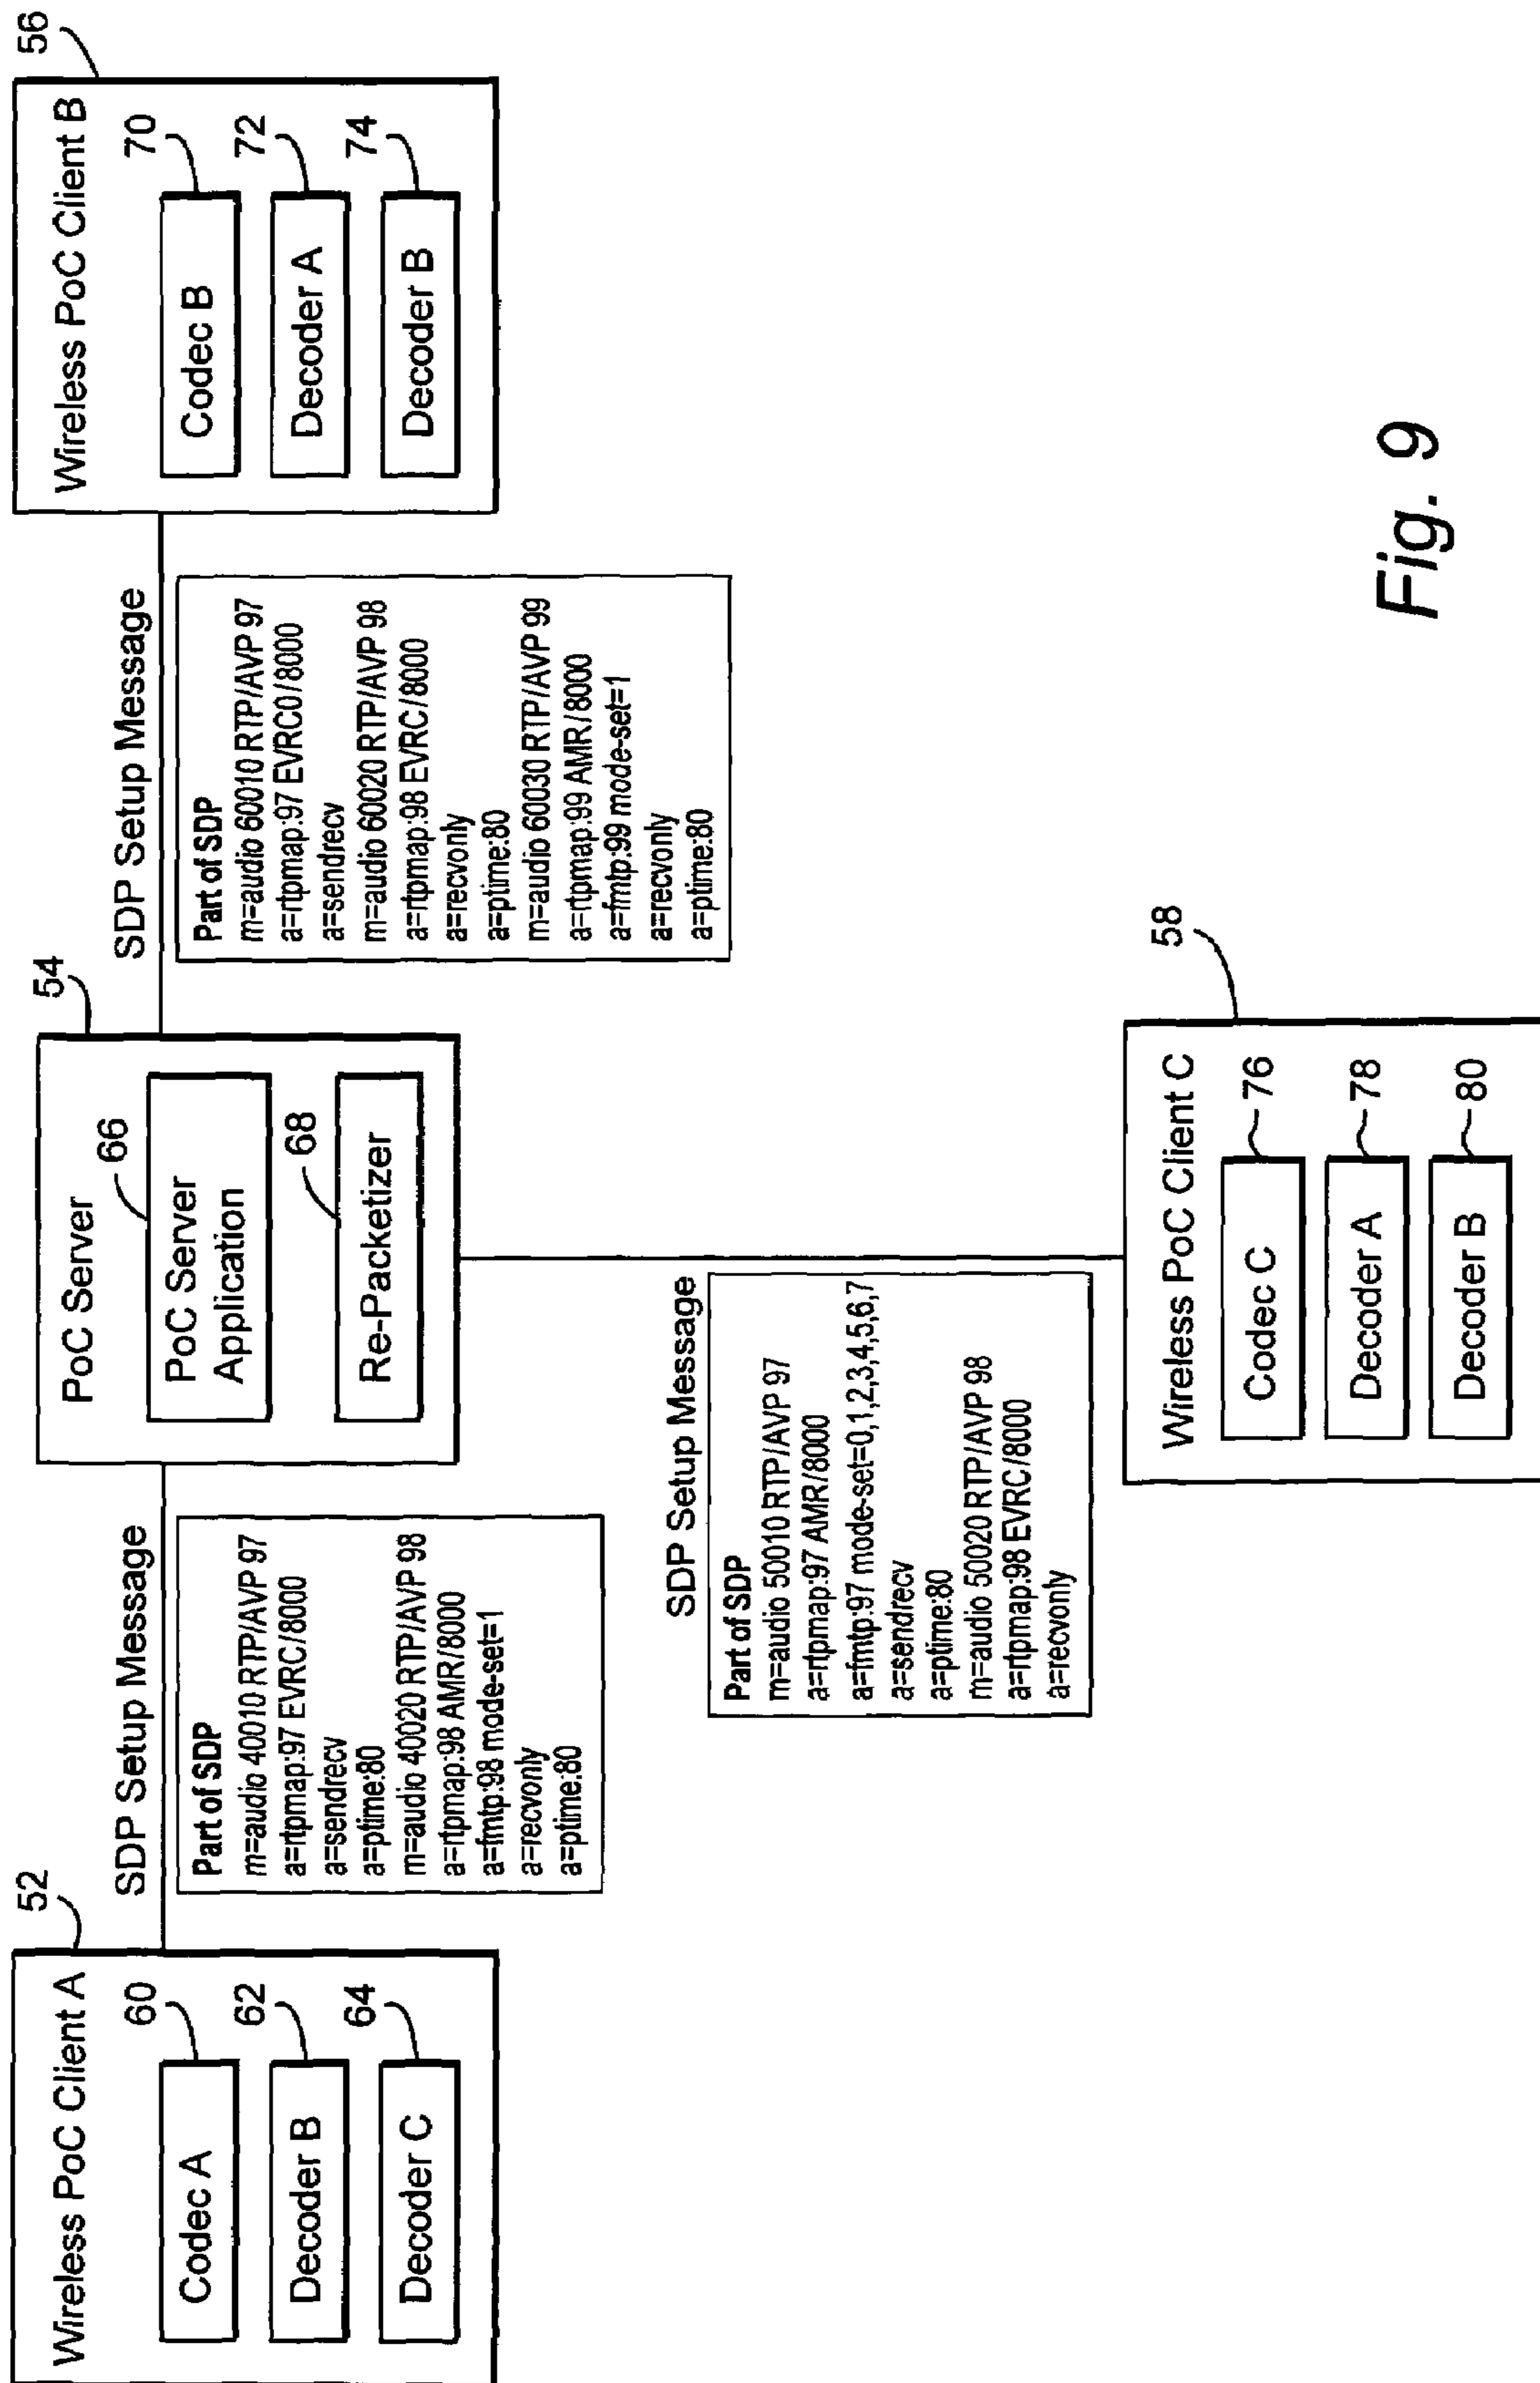 Wireless PoC Client A
52
Codec A
60
Decoder B
62
Decoder C
64
SDP Setup Message
Part of SDP
m=audio 40010 RTP/AVP 97
a=rtpmap:97 EVRC/8000
a=sendrecv
a=ptime:80
m=audio 40020 RTP/AVP 98
a=rtpmap:98 AMR/8000
a=fmtp:98 mode-set=1
a=recvonly
a=ptime:80
PoC Server
54
PoC Server
Application
66
Re-Packetizer
68
SDP Setup Message
Part of SDP
m=audio 60010 RTP/AVP 97
a=rtpmap:97 EVRC0/8000
a=sendrecv
m=audio 60020 RTP/AVP 98
a=rtpmap:98 EVRC/8000
a=recvonly
a=ptime:80
m=audio 60030 RTP/AVP 99
a=rtpmap:99 AMR/8000
a=fmtp:99 mode-set=1
a=recvonly
a=ptime:80
Wireless PoC Client B
56
Codec B
70
Decoder A
72
Decoder B
74
SDP Setup Message
Part of SDP
m=audio 50010 RTP/AVP 97
a=rtpmap:97 AMR/8000
a=fmtp:97 mode-set=0,1,2,3,4,5,6,7
a=sendrecv
a=ptime:80
m=audio 50020 RTP/AVP 98
a=rtpmap:98 EVRC/8000
a=recvonly
Wireless PoC Client C
58
Codec C
76
Decoder A
78
Decoder B
80
Fig. 9